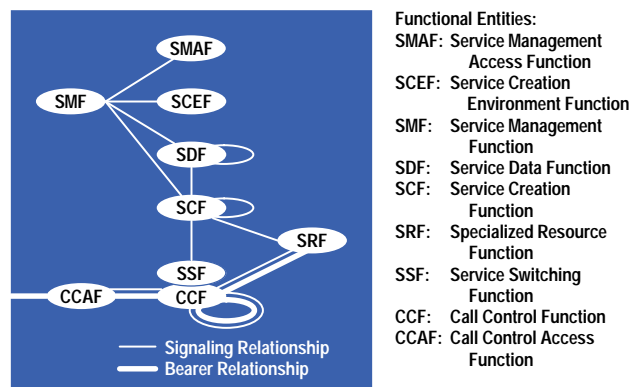 SMAF
SMF
SCEF
SDF
SCF
SRF
SSF
CCAF
CCF
Signaling Relationship
Bearer Relationship
Functional Entities:
SMAF: Service Management
Access Function
SCEF: Service Creation
Environment Function
SMF: Service Management
Function
SDF: Service Data Function
SCF: Service Creation
Function
SRF: Specialized Resource
Function
SSF: Service Switching
Function
CCF: Call Control Function
CCAF: Call Control Access
Function